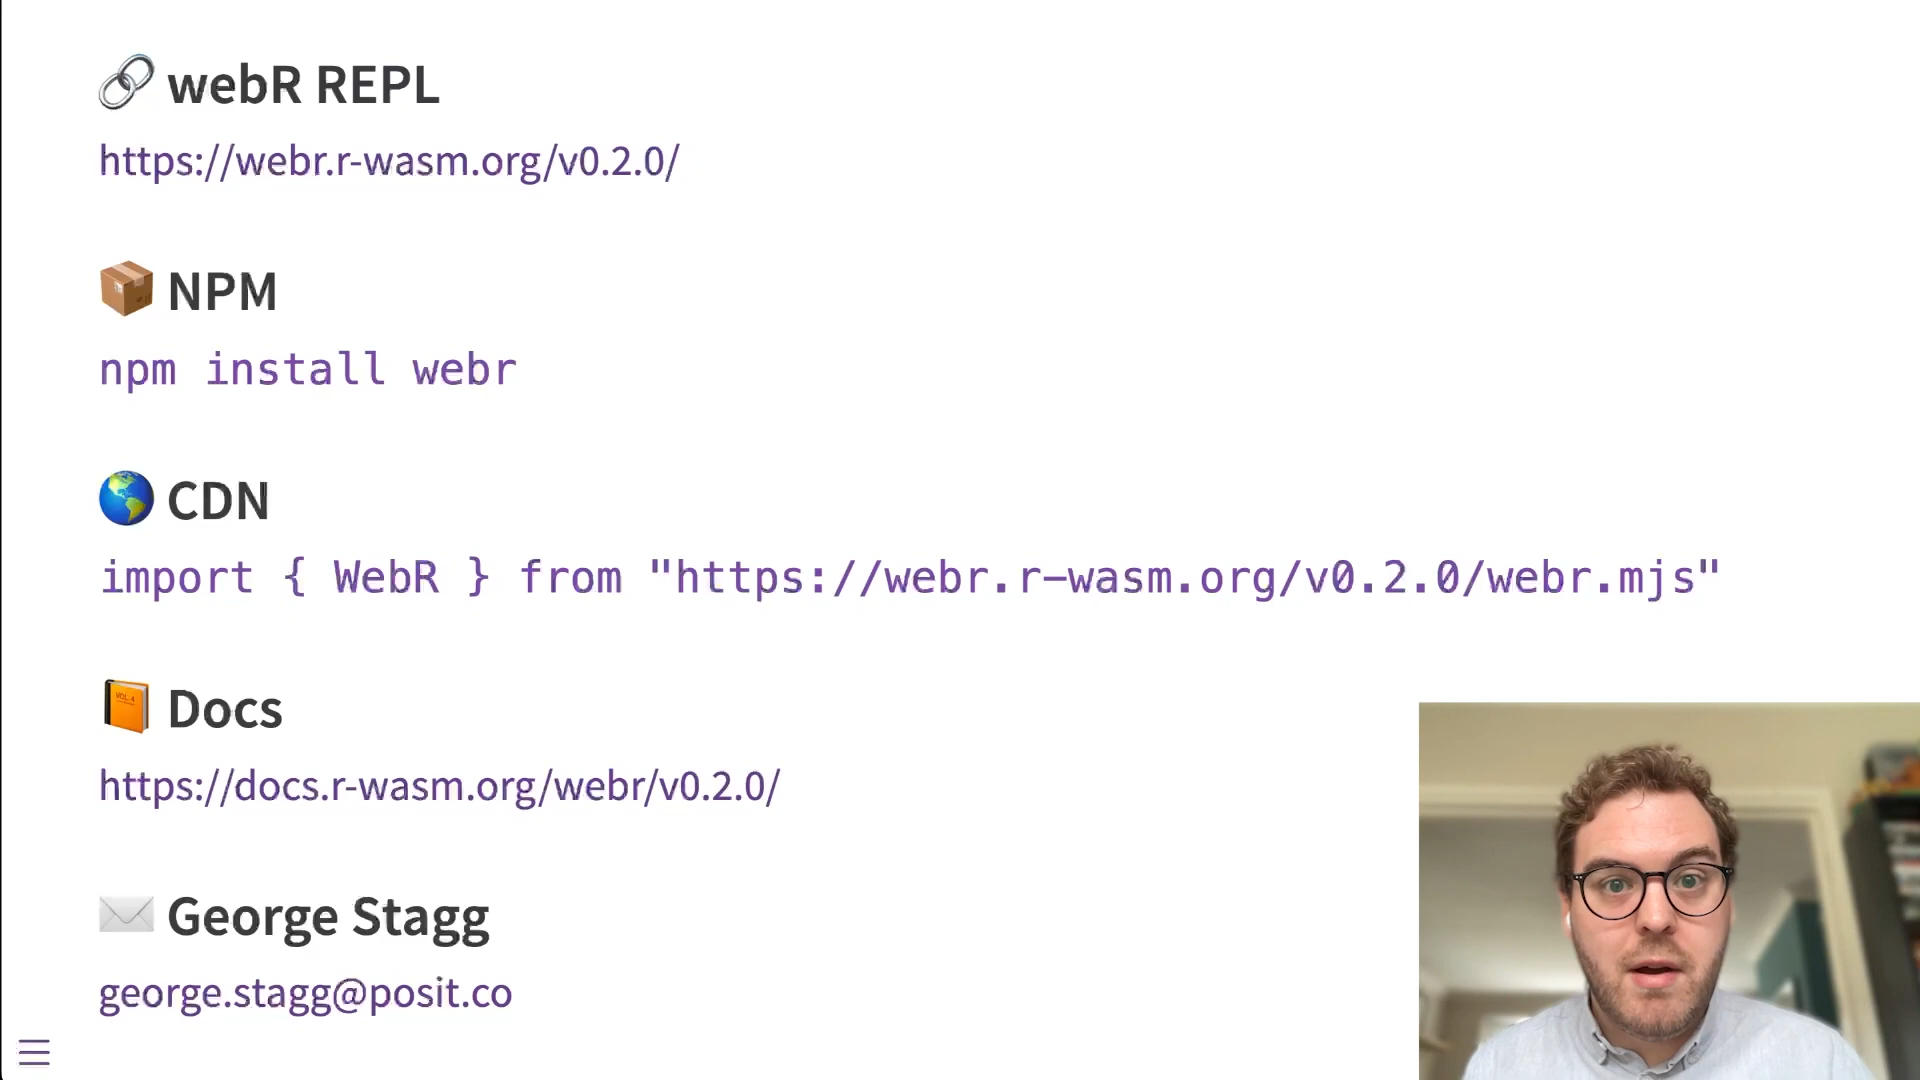 webR REPL
https://webr.r-wasm.org/v0.2.0/
NPM
npm install webr
CDN
import { WebR } from "https://webr.r-wasm.org/v0.2.0/webr.mjs"
VOL. 4
Docs
https://docs.r-wasm.org/webr/v0.2.0/
George Stagg
george.stagg@posit.co